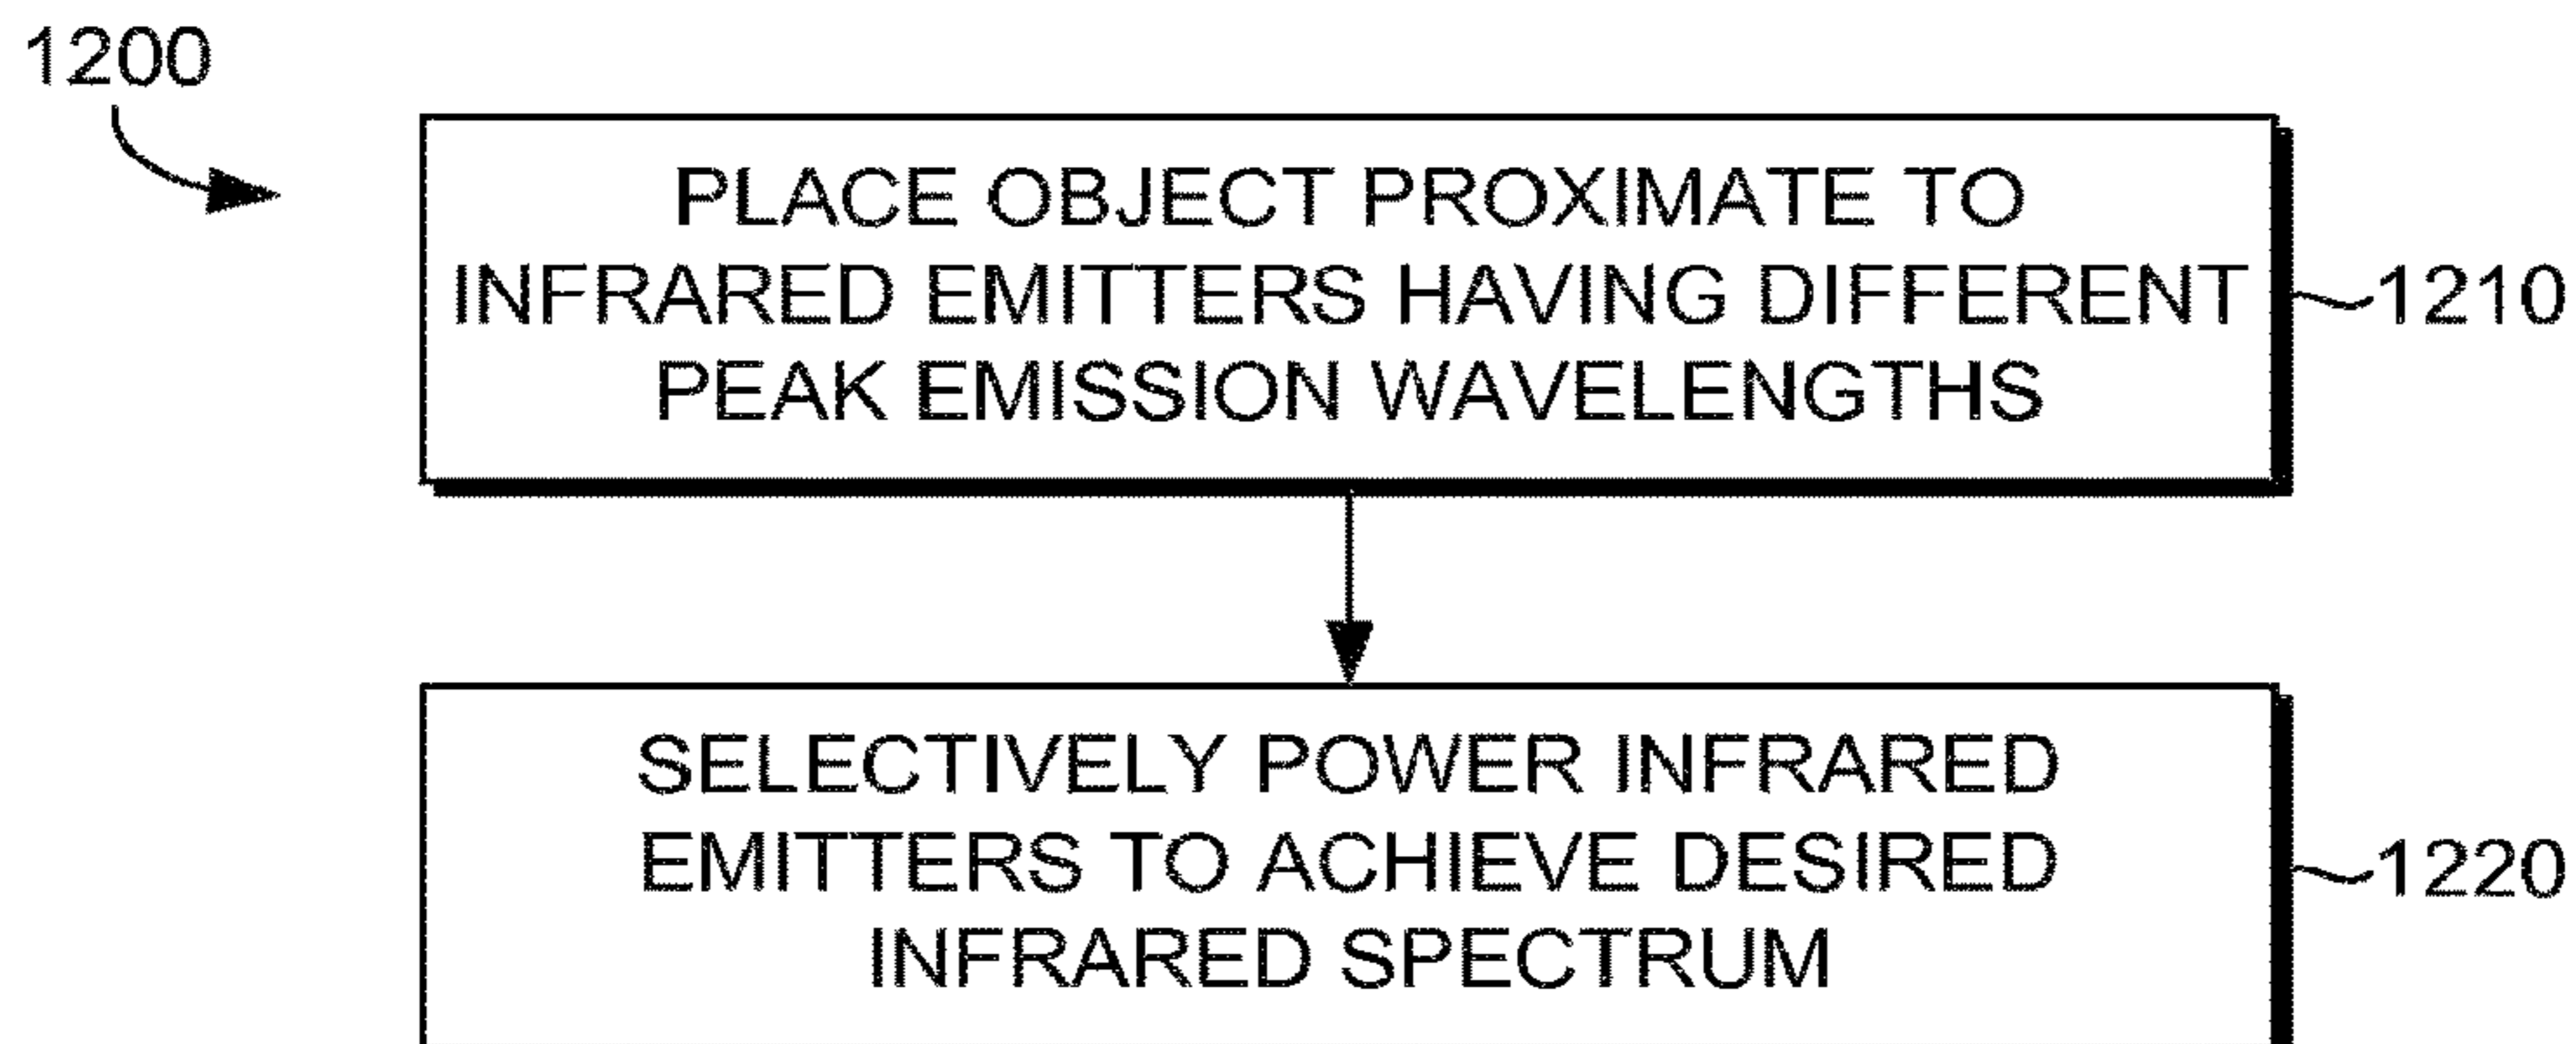 1200
PLACE OBJECT PROXIMATE TO
INFRARED EMITTERS HAVING DIFFERENT
PEAK EMISSION WAVELENGTHS
1210
SELECTIVELY POWER INFRARED
EMITTERS TO ACHIEVE DESIRED
INFRARED SPECTRUM
1220